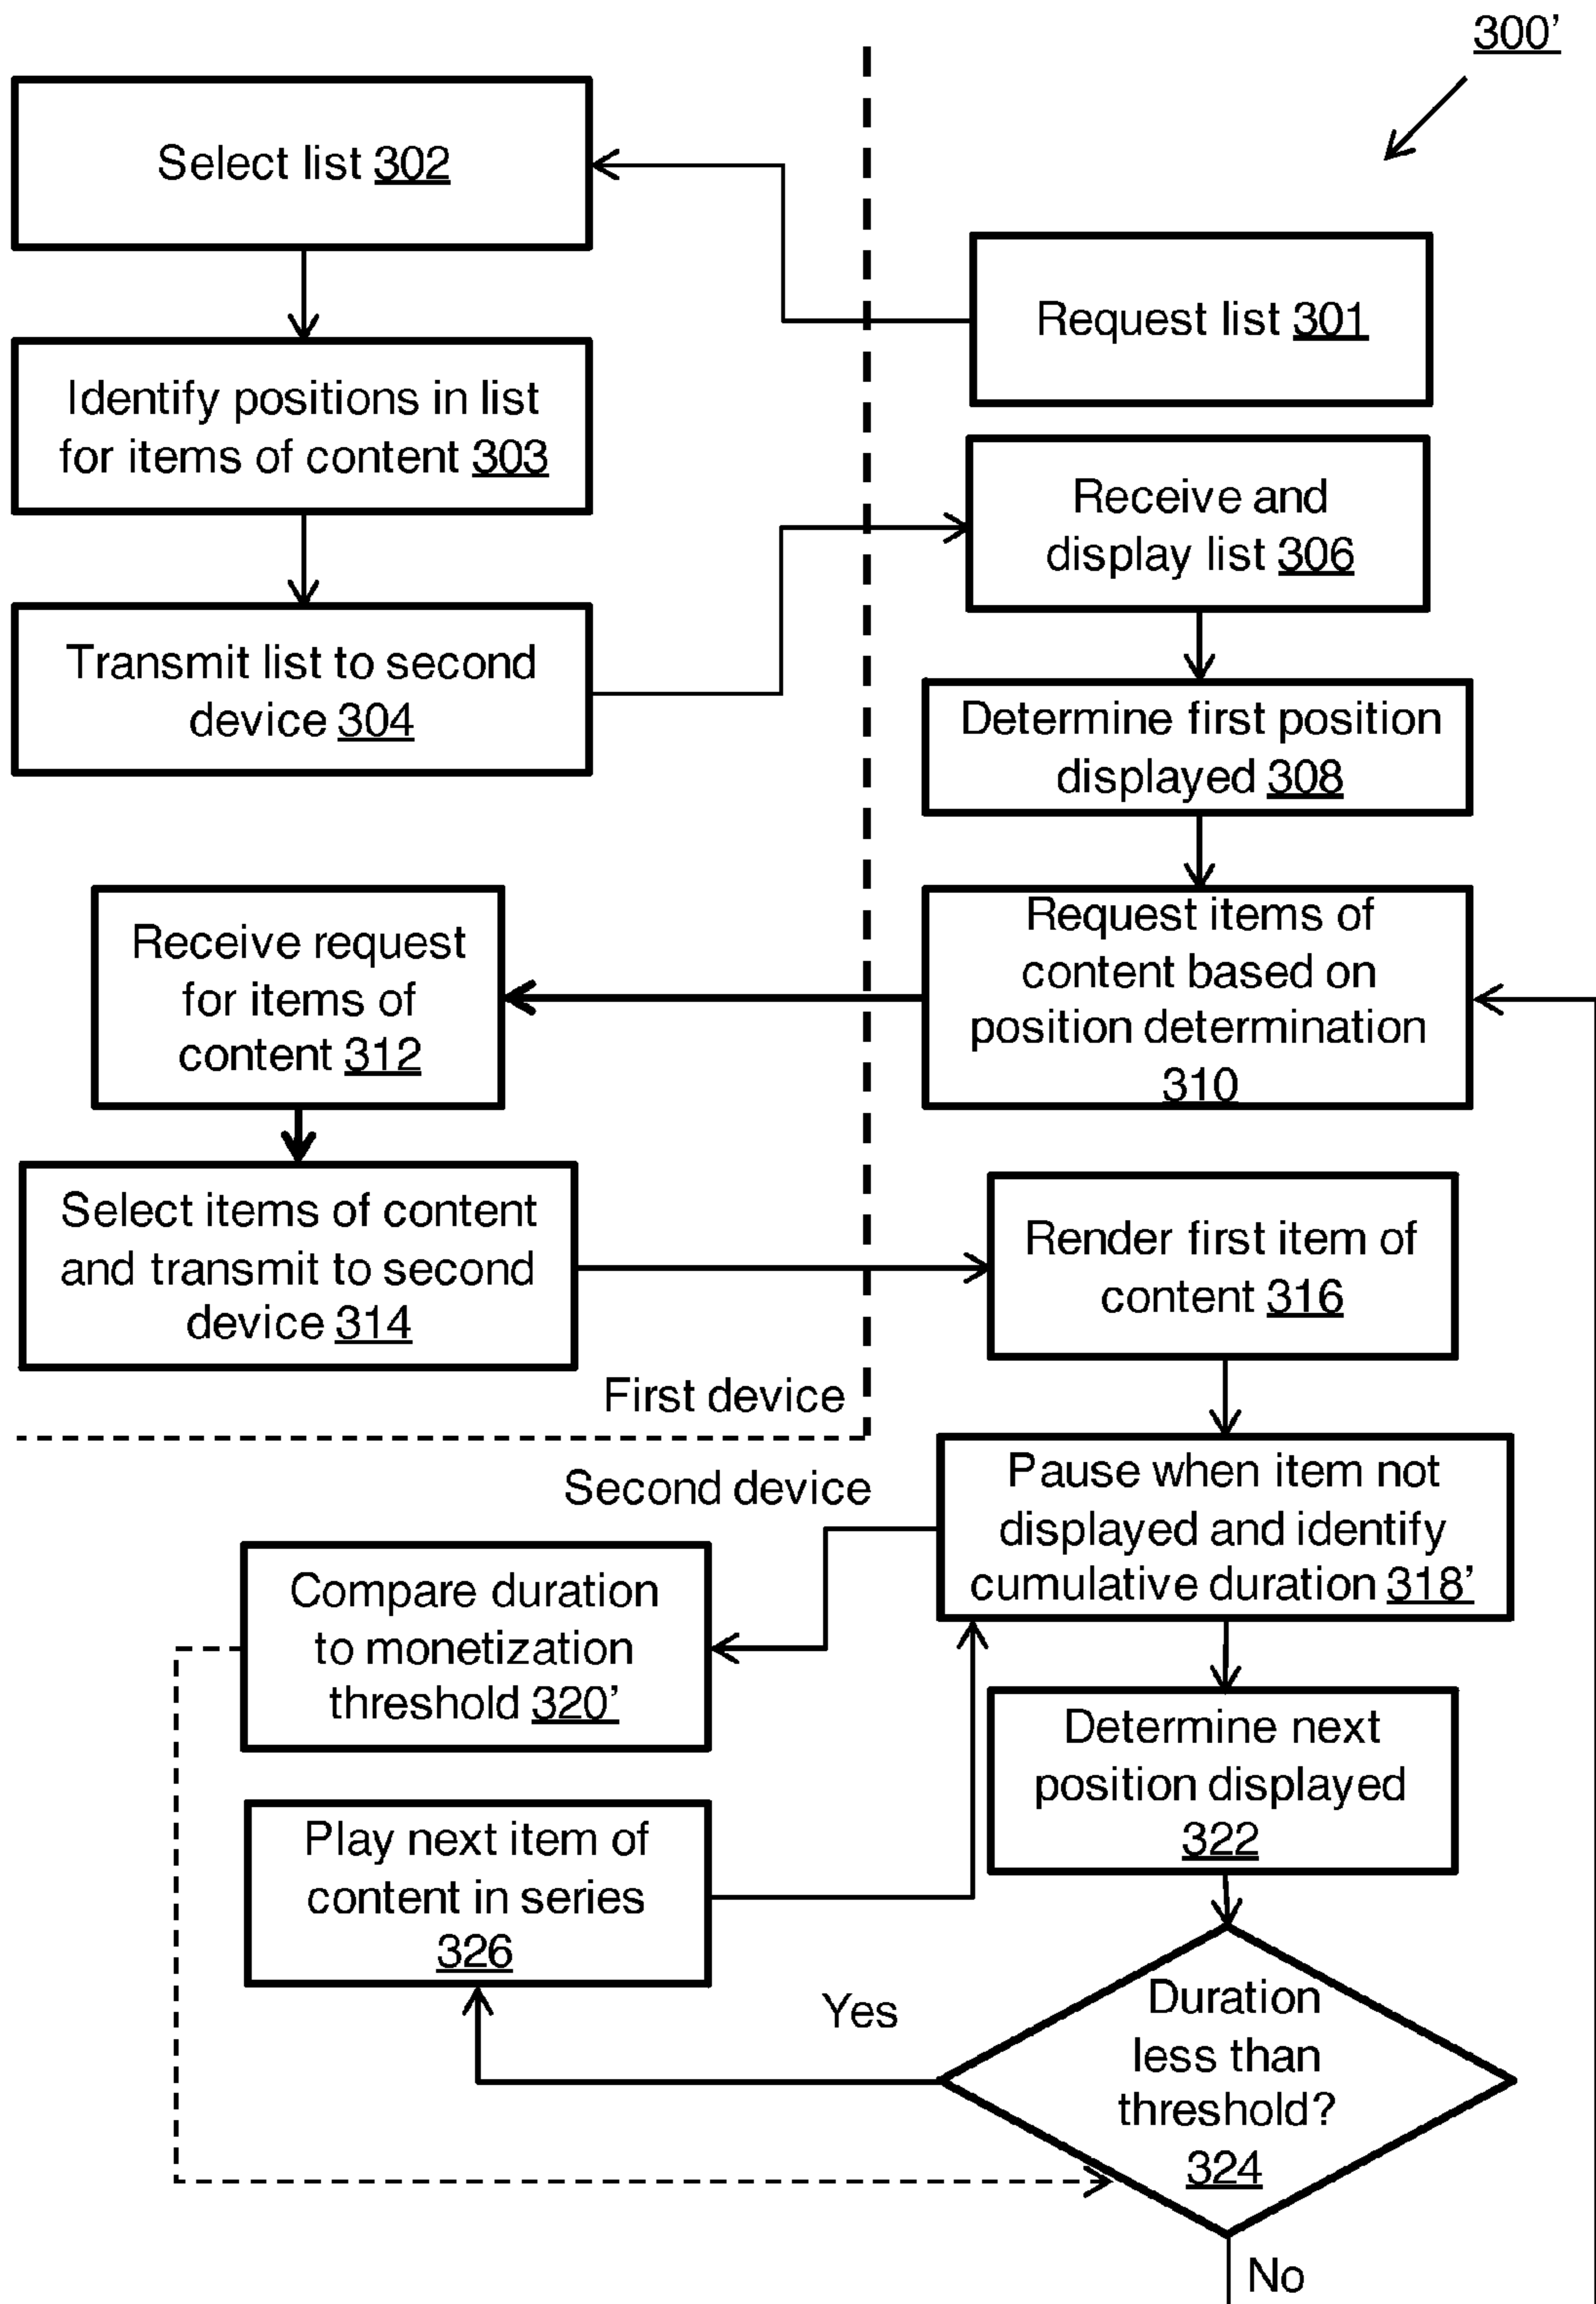 300'
Select list 302
Request list 301
Identify positions in list
for items of content 303
Receive and
display list 306
Transmit list to second
device 304
Determine first position
displayed 308
Request items of
content based on
position determination
310
Receive request
for items of
content 312
Select items of content
and transmit to second
device 314
Render first item of
content 316
First device
Second device
Pause when item not
displayed and identify
cumulative duration 318'
Compare duration
to monetization
threshold 320'
Determine next
position displayed
322
Play next item of
content in series
326
Yes
Duration
less than
threshold?
324
No